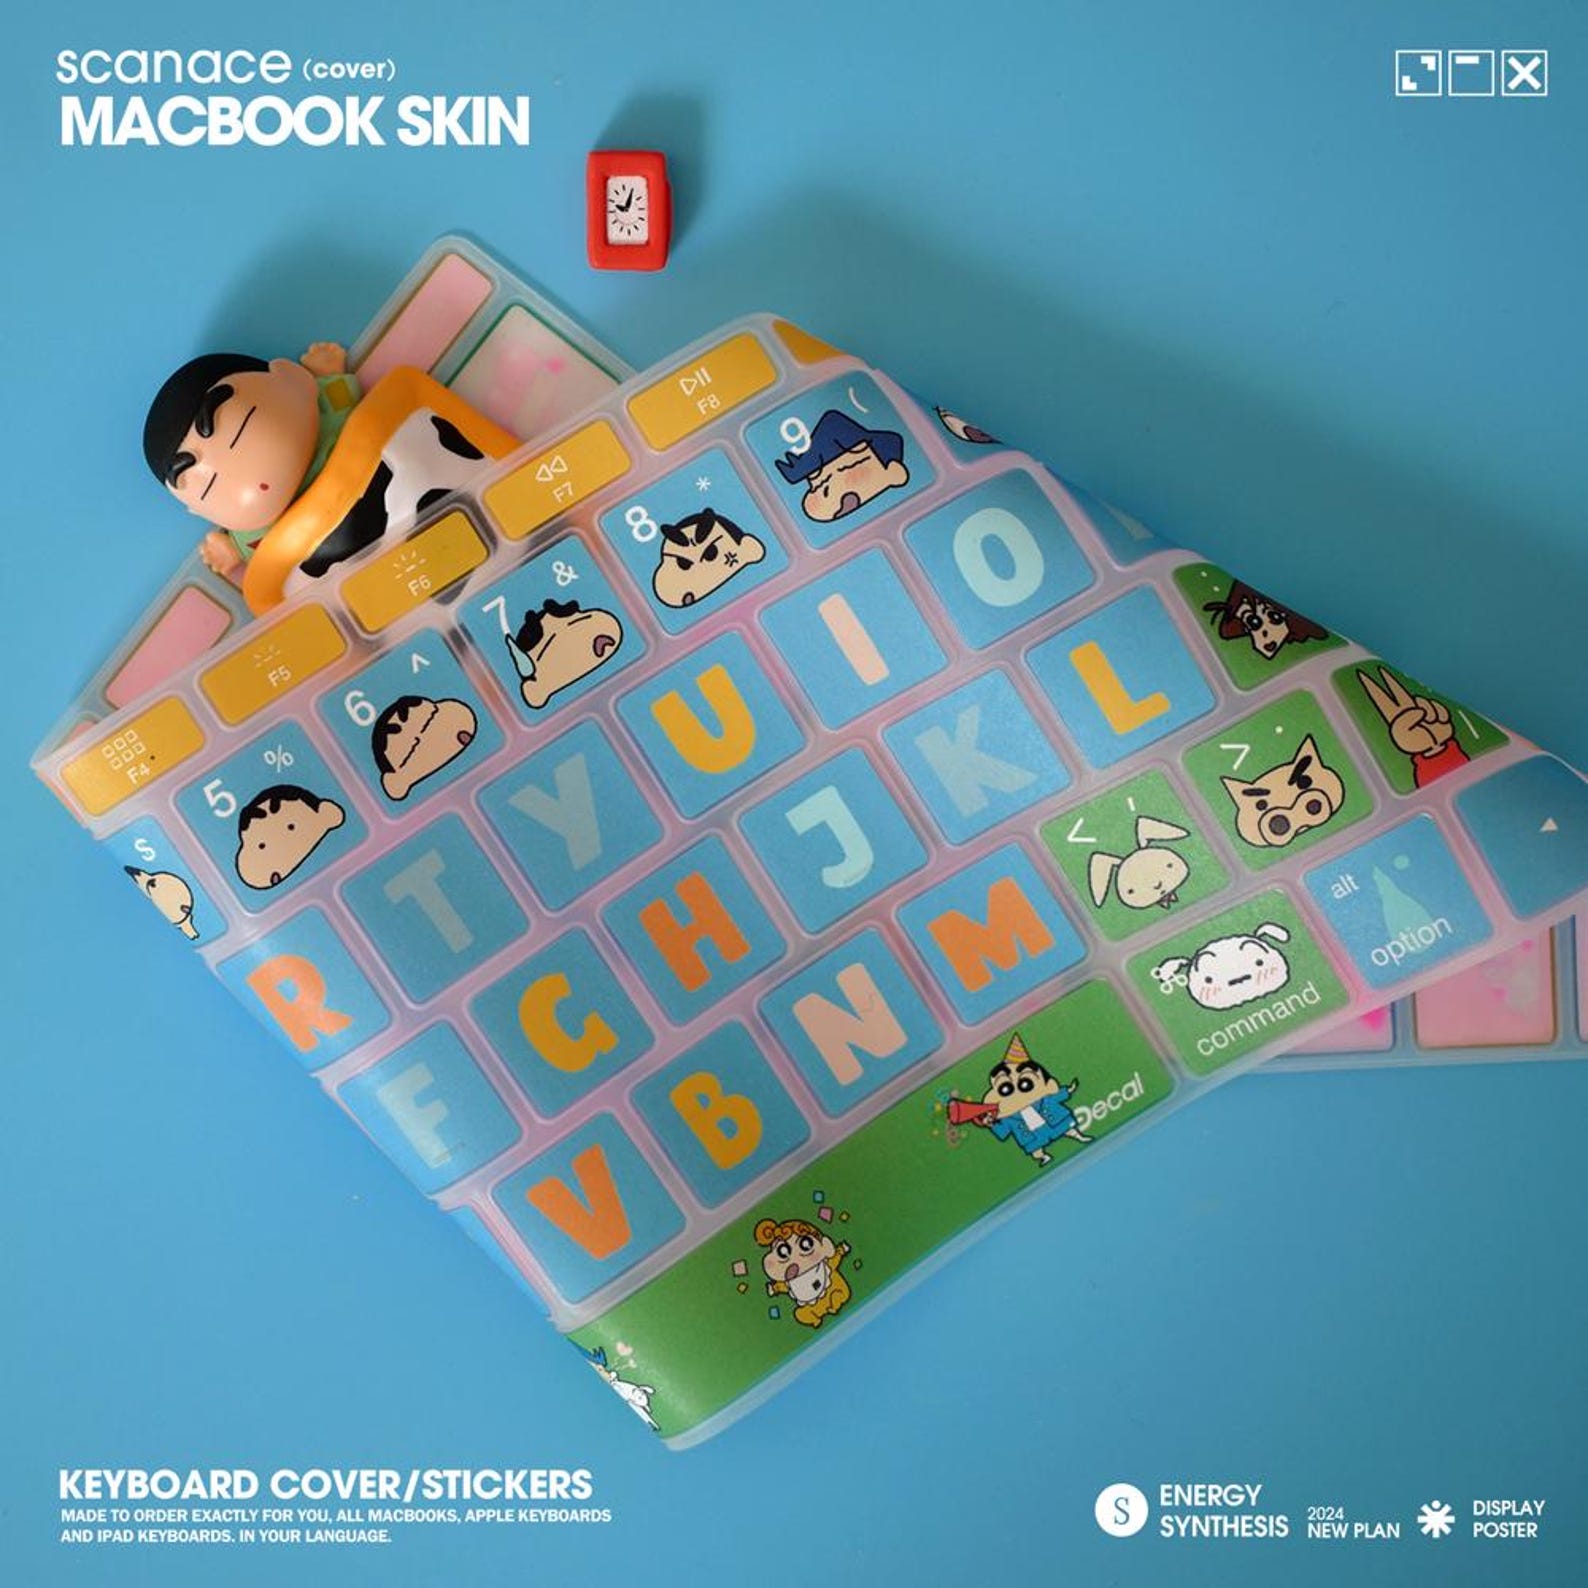 scanace (cover)
MACBOOK SKIN
F8
F7
F6
F5
F4
9 (
8 *
7 &
6 ^
5 %
O
I
U
Y
T
R
L
K
J
H
G
F
M
N
B
V
>
<
alt
option
command
Decal
KEYBOARD COVER/STICKERS
MADE TO ORDER EXACTLY FOR YOU, ALL MACBOOKS, APPLE KEYBOARDS
AND IPAD KEYBOARDS. IN YOUR LANGUAGE.
S
ENERGY
SYNTHESIS
2024
NEW PLAN
DISPLAY
POSTER